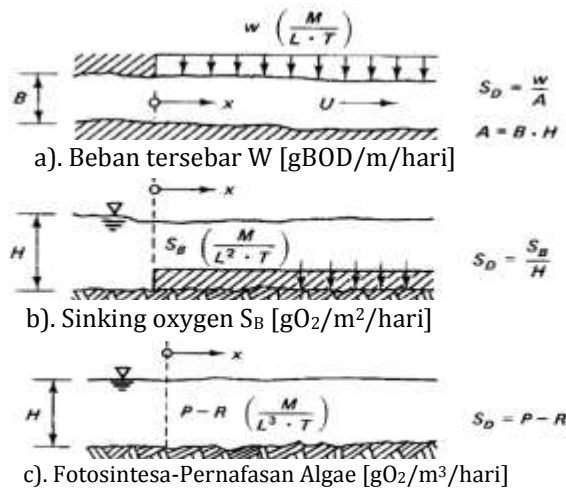 w (M / L · T)
B
x
U
S_D = w / A
A = B · H
a). Beban tersebar W [gBOD/m/hari]
x
H
S_B (M / L² · T)
S_D = S_B / H
b). Sinking oxygen S_B [gO₂/m²/hari]
x
H
P – R (M / L³ · T)
S_D = P – R
c). Fotosintesa-Pernafasan Algae [gO₂/m³/hari]